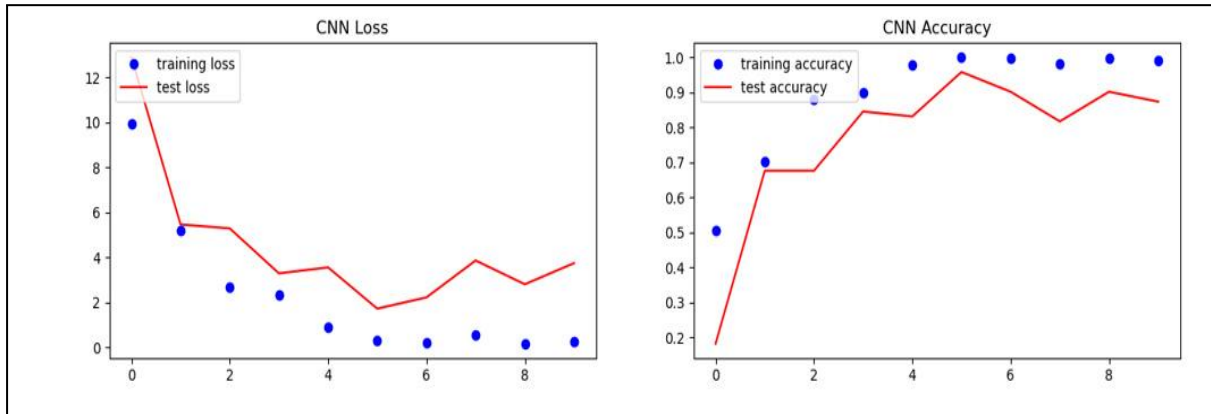 CNN Loss
training loss
test loss
12
10
8
6
4
2
0
0 2 4 6 8
CNN Accuracy
training accuracy
test accuracy
1.0
0.9
0.8
0.7
0.6
0.5
0.4
0.3
0.2
0 2 4 6 8